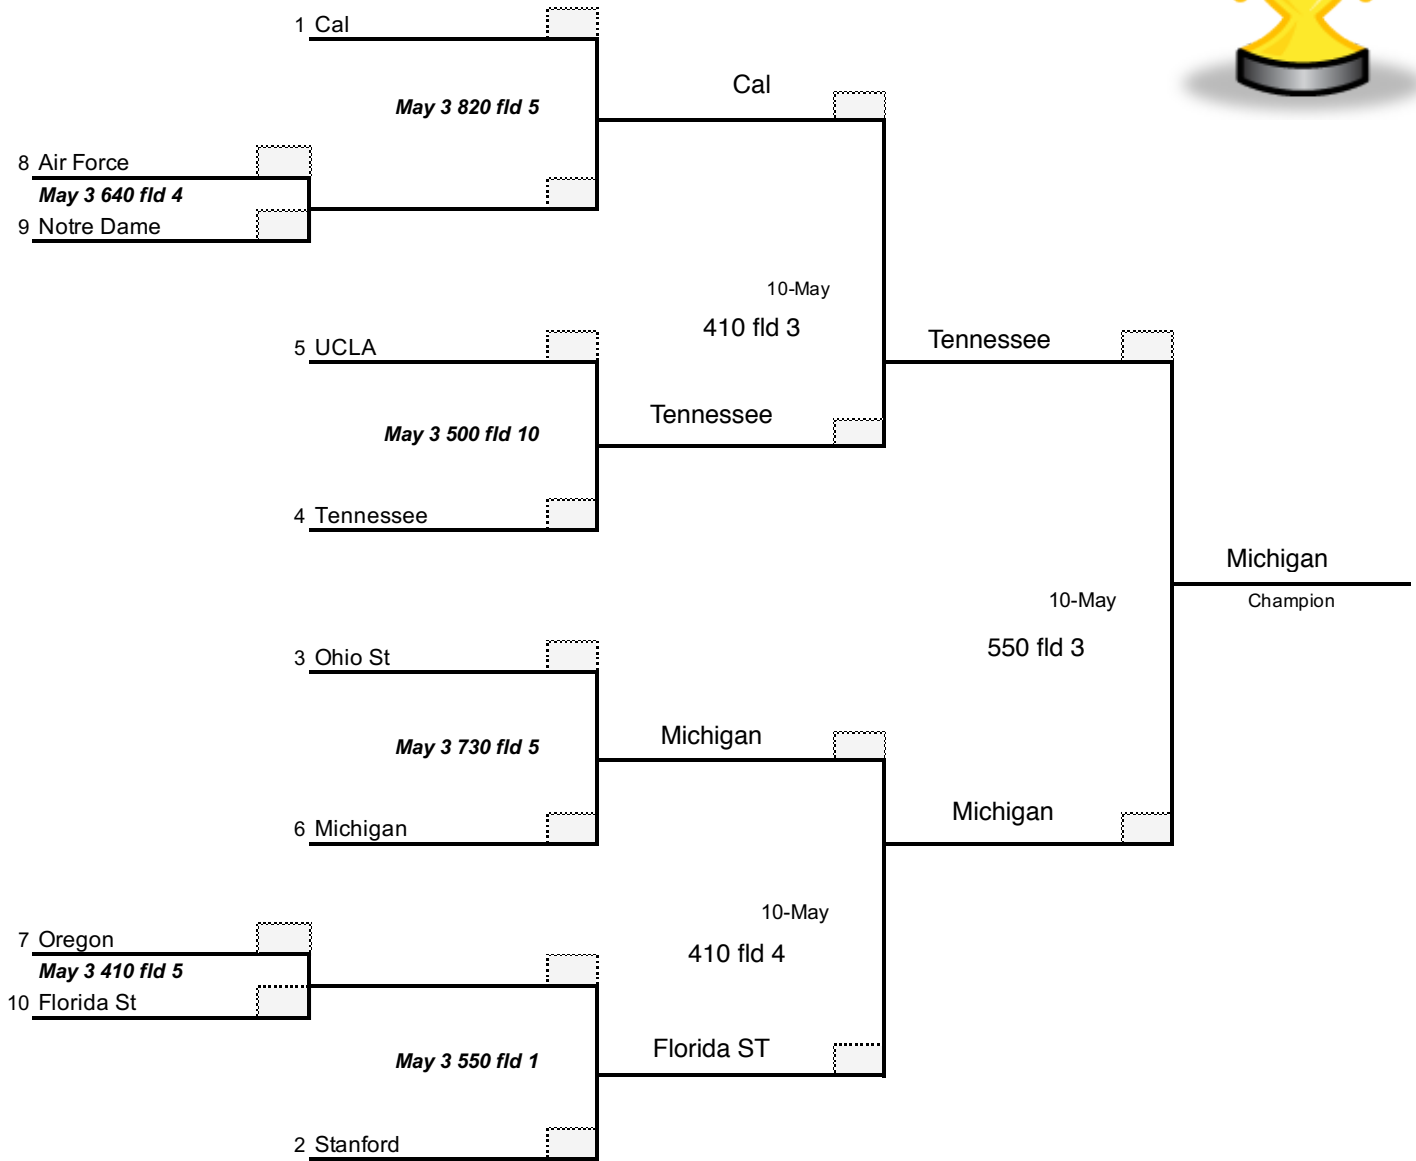 1 Cal
May 3 820 fld 5
Cal
8 Air Force
May 3 640 fld 4
9 Notre Dame
10-May
410 fld 3
5 UCLA
Tennessee
May 3 500 fld 10
Tennessee
4 Tennessee
Michigan
Champion
10-May
550 fld 3
3 Ohio St
May 3 730 fld 5
Michigan
6 Michigan
Michigan
7 Oregon
May 3 410 fld 5
10 Florida St
10-May
410 fld 4
May 3 550 fld 1
Florida ST
2 Stanford